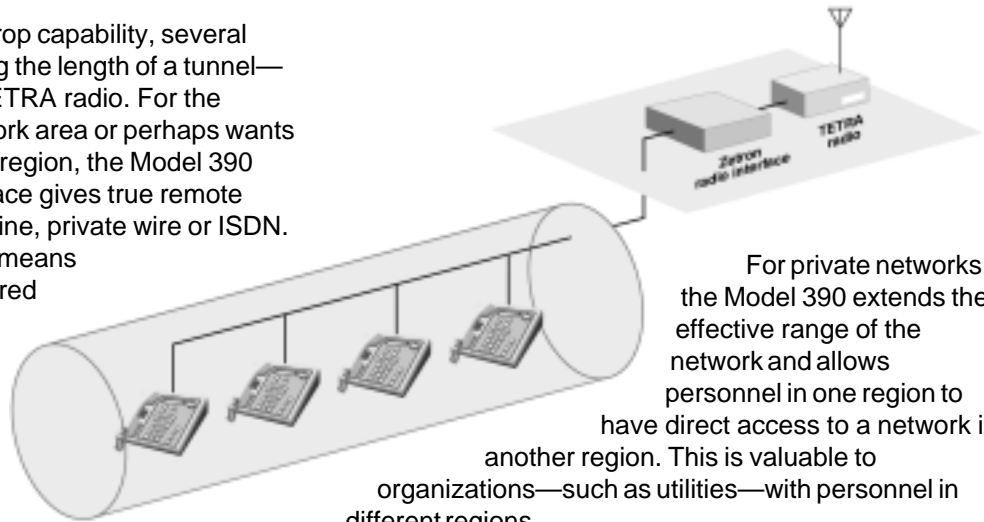 rop capability, several
g the length of a tunnel—
ETRA radio. For the
ork area or perhaps wants
region, the Model 390
ace gives true remote
ine, private wire or ISDN.
means
red
Zetron
radio interface
TETRA
radio
For private networks
the Model 390 extends the
effective range of the
network and allows
personnel in one region to
have direct access to a network i
another region. This is valuable to
organizations—such as utilities—with personnel in
different regions